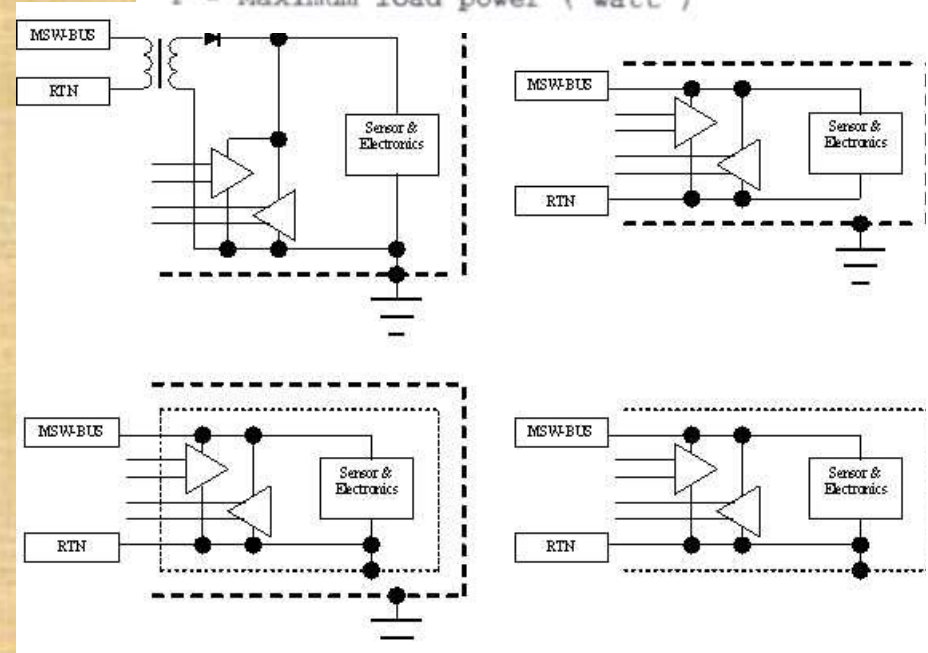 P - Maximum load power ( watt )
MSW-BUS
RTN
Sensor &
Electronics
MSW-BUS
RTN
Sensor &
Electronics
MSW-BUS
RTN
Sensor &
Electronics
MSW-BUS
RTN
Sensor &
Electronics